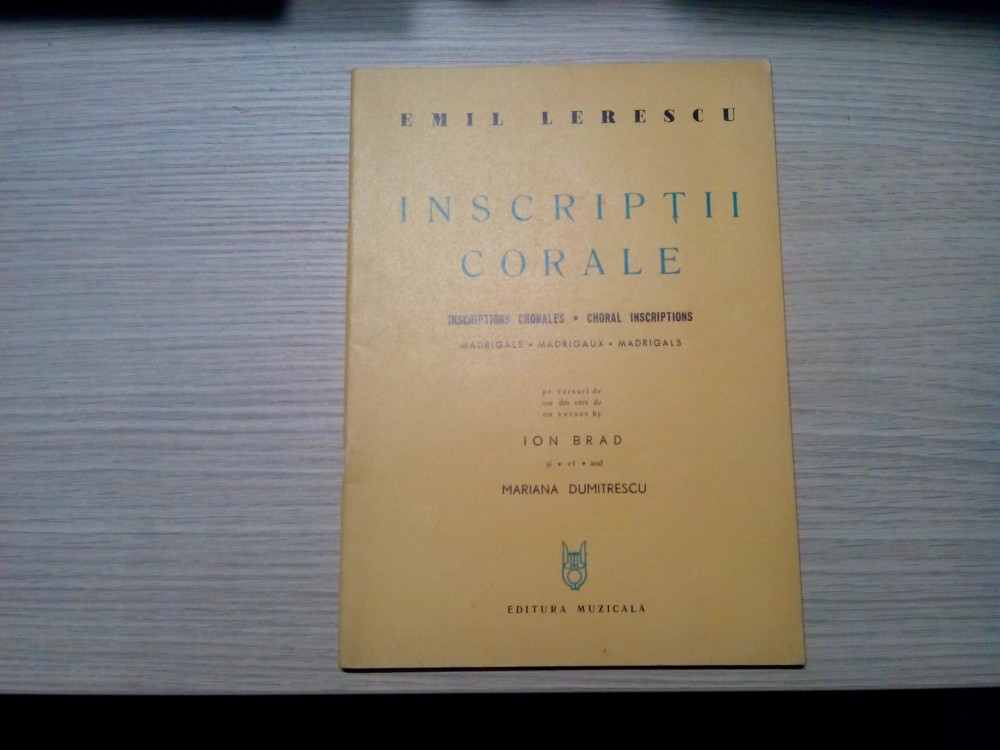 EMIL LERESCU
INSCRIPȚII
CORALE
INSCRIPTIONS CHORALES • CHORAL INSCRIPTIONS
MADRIGALE • MADRIGAUX • MADRIGALS
pe versuri de
sur des vers de
on verses by
ION BRAD
și • et • and
MARIANA DUMITRESCU
EDITURA MUZICALĂ